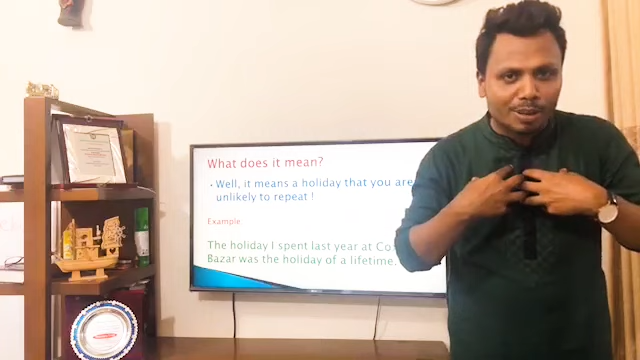 What does it mean?
• Well, it means a holiday that you are
unlikely to repeat !
Example
The holiday I spent last year at Co
Bazar was the holiday of a lifetime.